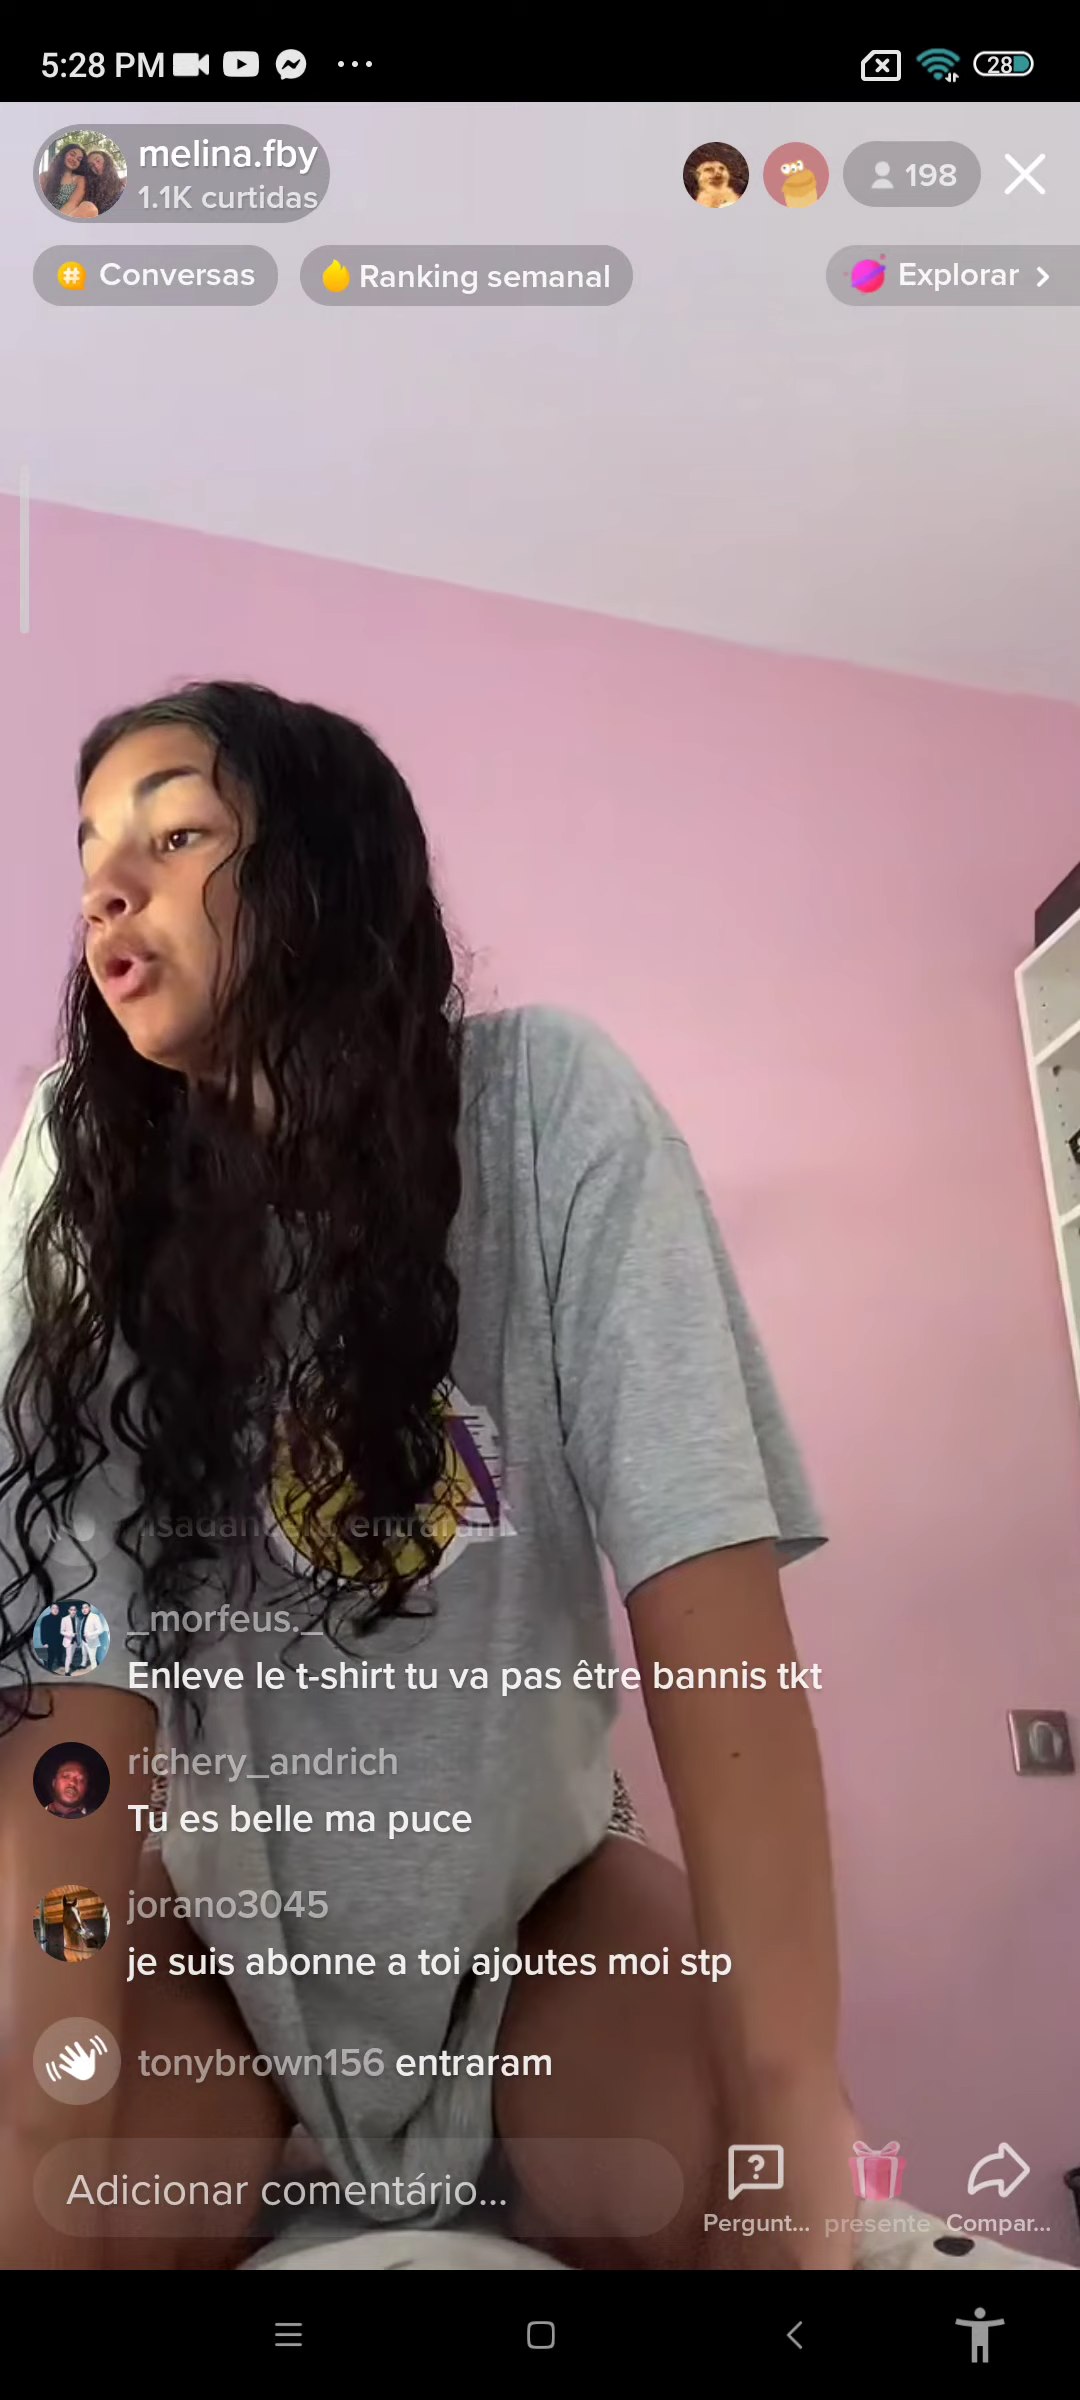 5:28 PM
28
melina.fby
1.1K curtidas
198
Conversas
Ranking semanal
Explorar
entraram
_morfeus._
Enleve le t-shirt tu va pas être bannis tkt
richery_andrich
Tu es belle ma puce
jorano3045
je suis abonne a toi ajoutes moi stp
tonybrown156 entraram
Adicionar comentário...
Pergunt...
presente
Compar...